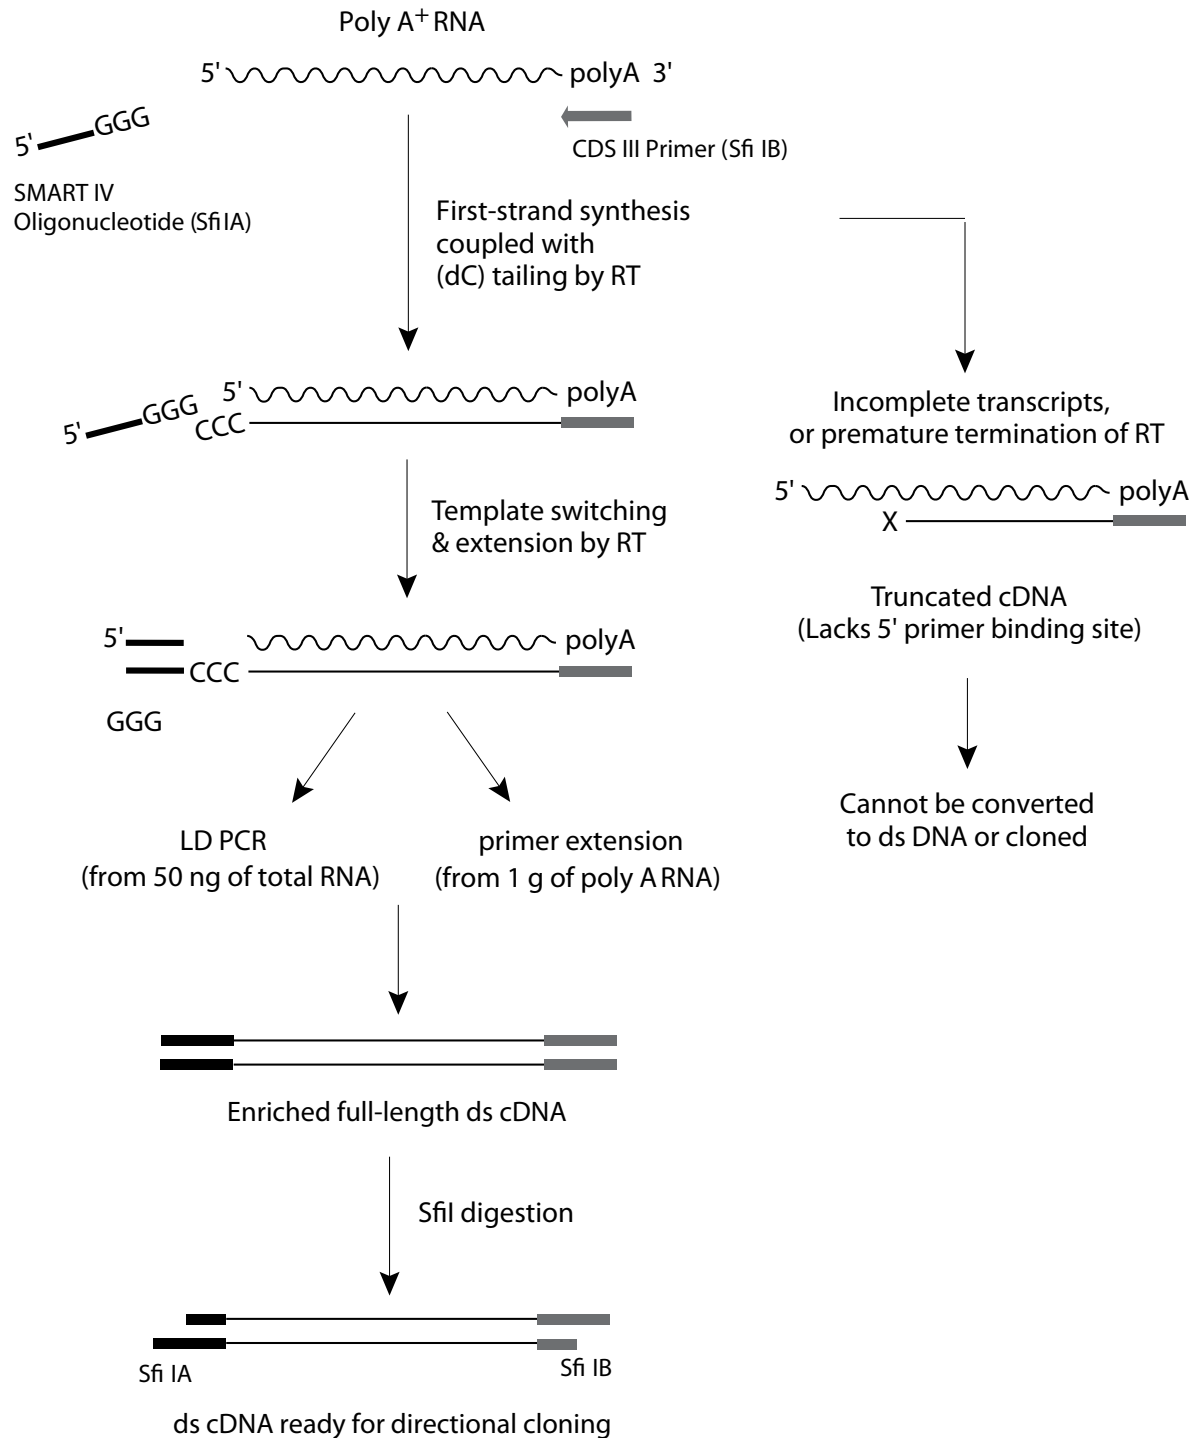 Poly A+ RNA
5' polyA 3'
5' GGG
CDS III Primer (Sfi IB)
SMART IV
Oligonucleotide (SfiIA)
First-strand synthesis
coupled with
(dC) tailing by RT
5' polyA
5' GGG CCC
Incomplete transcripts,
or premature termination of RT
5' polyA
X
Template switching
& extension by RT
Truncated cDNA
(Lacks 5' primer binding site)
5' polyA
CCC
GGG
Cannot be converted
to ds DNA or cloned
LD PCR
(from 50 ng of total RNA)
primer extension
(from 1 g of poly A RNA)
Enriched full-length ds cDNA
SfiI digestion
Sfi IA
Sfi IB
ds cDNA ready for directional cloning